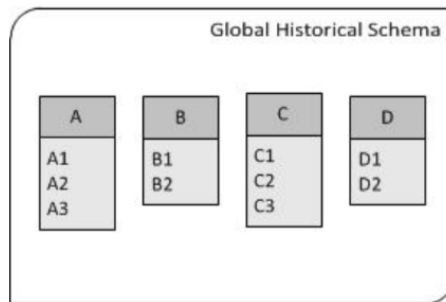 Global Historical Schema
A
A1
A2
A3
B
B1
B2
C
C1
C2
C3
D
D1
D2